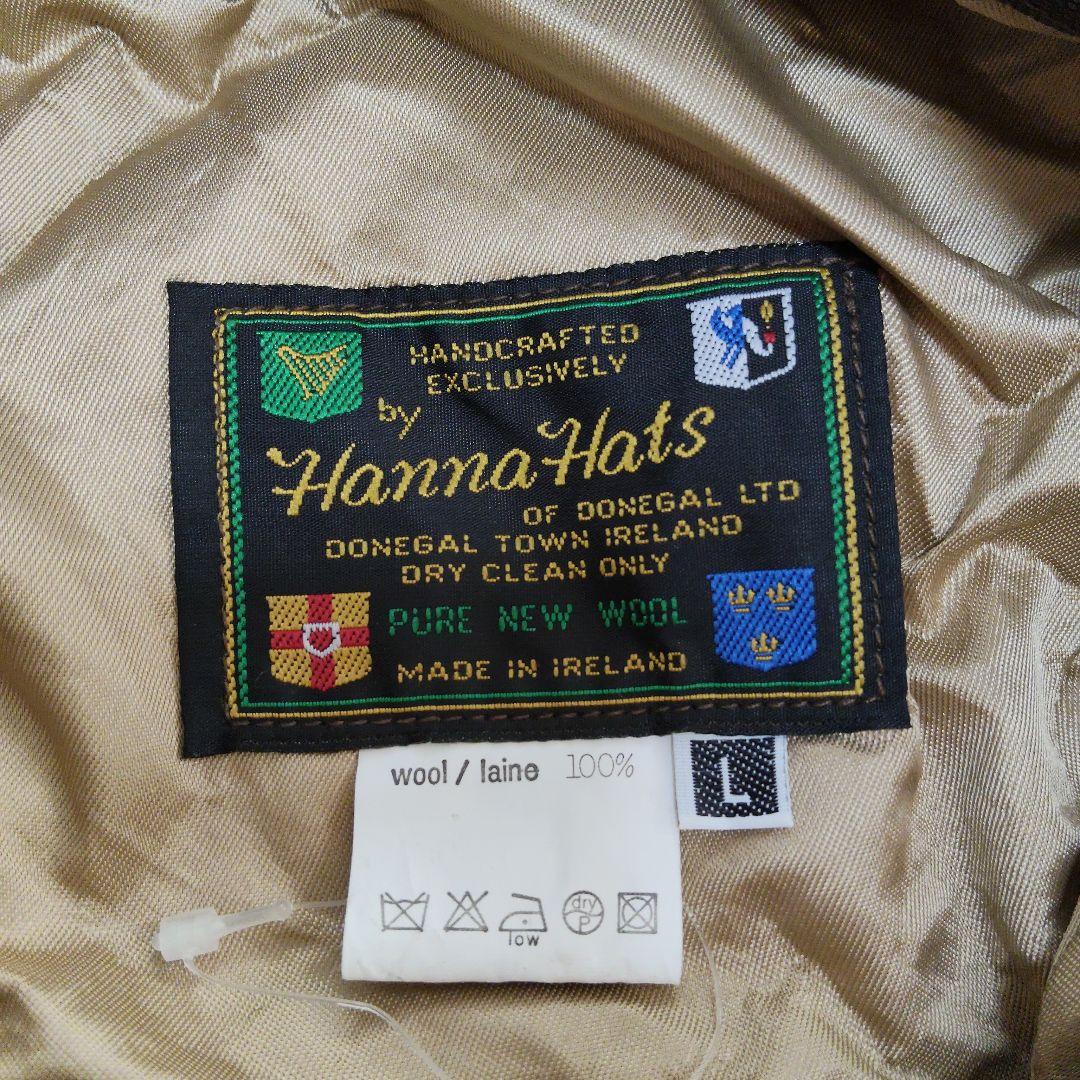 HANDCRAFTED
EXCLUSIVELY
by
Hanna Hats
OF DONEGAL LTD
DONEGAL TOWN IRELAND
DRY CLEAN ONLY
PURE NEW WOOL
MADE IN IRELAND
wool / laine 100%
L
dry
P
low